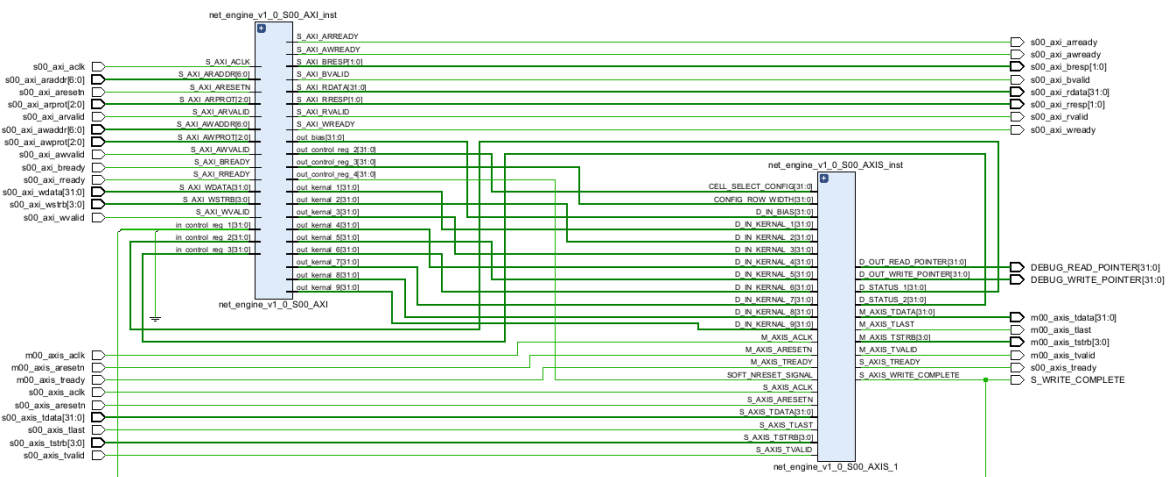 net_engine_v1_0_S00_AXI_inst
s00_axi_aclk
s00_axi_araddr[6:0]
s00_axi_aresetn
s00_axi_arprot[2:0]
s00_axi_arvalid
s00_axi_awaddr[6:0]
s00_axi_awprot[2:0]
s00_axi_awvalid
s00_axi_bready
s00_axi_rready
s00_axi_wdata[31:0]
s00_axi_wstrb[3:0]
s00_axi_wvalid
S_AXI_ACLK
S_AXI_ARADDR[6:0]
S_AXI_ARESETN
S_AXI_ARPROT[2:0]
S_AXI_ARVALID
S_AXI_AWADDR[6:0]
S_AXI_AWPROT[2:0]
S_AXI_AWVALID
S_AXI_BREADY
S_AXI_RREADY
S_AXI_WDATA[31:0]
S_AXI_WSTRB[3:0]
S_AXI_WVALID
in_control_reg_1[31:0]
in_control_reg_2[31:0]
in_control_reg_3[31:0]
S_AXI_ARREADY
S_AXI_AWREADY
S_AXI_BRESP[1:0]
S_AXI_BVALID
S_AXI_RDATA[31:0]
S_AXI_RRESP[1:0]
S_AXI_RVALID
S_AXI_WREADY
out_bias[31:0]
out_control_reg_2[31:0]
out_control_reg_3[31:0]
out_control_reg_4[31:0]
out_kernal_1[31:0]
out_kernal_2[31:0]
out_kernal_3[31:0]
out_kernal_4[31:0]
out_kernal_5[31:0]
out_kernal_6[31:0]
out_kernal_7[31:0]
out_kernal_8[31:0]
out_kernal_9[31:0]
net_engine_v1_0_S00_AXI
s00_axi_arready
s00_axi_awready
s00_axi_bresp[1:0]
s00_axi_bvalid
s00_axi_rdata[31:0]
s00_axi_rresp[1:0]
s00_axi_rvalid
s00_axi_wready
m00_axis_aclk
m00_axis_aresetn
m00_axis_tready
s00_axis_aclk
s00_axis_aresetn
s00_axis_tdata[31:0]
s00_axis_tlast
s00_axis_tstrb[3:0]
s00_axis_tvalid
net_engine_v1_0_S00_AXIS_inst
CELL_SELECT_CONFIG[31:0]
CONFIG_ROW_WIDTH[31:0]
D_IN_BIAS[31:0]
D_IN_KERNAL_1[31:0]
D_IN_KERNAL_2[31:0]
D_IN_KERNAL_3[31:0]
D_IN_KERNAL_4[31:0]
D_IN_KERNAL_5[31:0]
D_IN_KERNAL_6[31:0]
D_IN_KERNAL_7[31:0]
D_IN_KERNAL_8[31:0]
D_IN_KERNAL_9[31:0]
M_AXIS_ACLK
M_AXIS_ARESETN
M_AXIS_TREADY
SOFT_NRESET_SIGNAL
S_AXIS_ACLK
S_AXIS_ARESETN
S_AXIS_TDATA[31:0]
S_AXIS_TLAST
S_AXIS_TSTRB[3:0]
S_AXIS_TVALID
D_OUT_READ_POINTER[31:0]
D_OUT_WRITE_POINTER[31:0]
D_STATUS_1[31:0]
D_STATUS_2[31:0]
M_AXIS_TDATA[31:0]
M_AXIS_TLAST
M_AXIS_TSTRB[3:0]
M_AXIS_TVALID
S_AXIS_TREADY
S_AXIS_WRITE_COMPLETE
net_engine_v1_0_S00_AXIS_1
DEBUG_READ_POINTER[31:0]
DEBUG_WRITE_POINTER[31:0]
m00_axis_tdata[31:0]
m00_axis_tlast
m00_axis_tstrb[3:0]
m00_axis_tvalid
s00_axis_tready
S_WRITE_COMPLETE